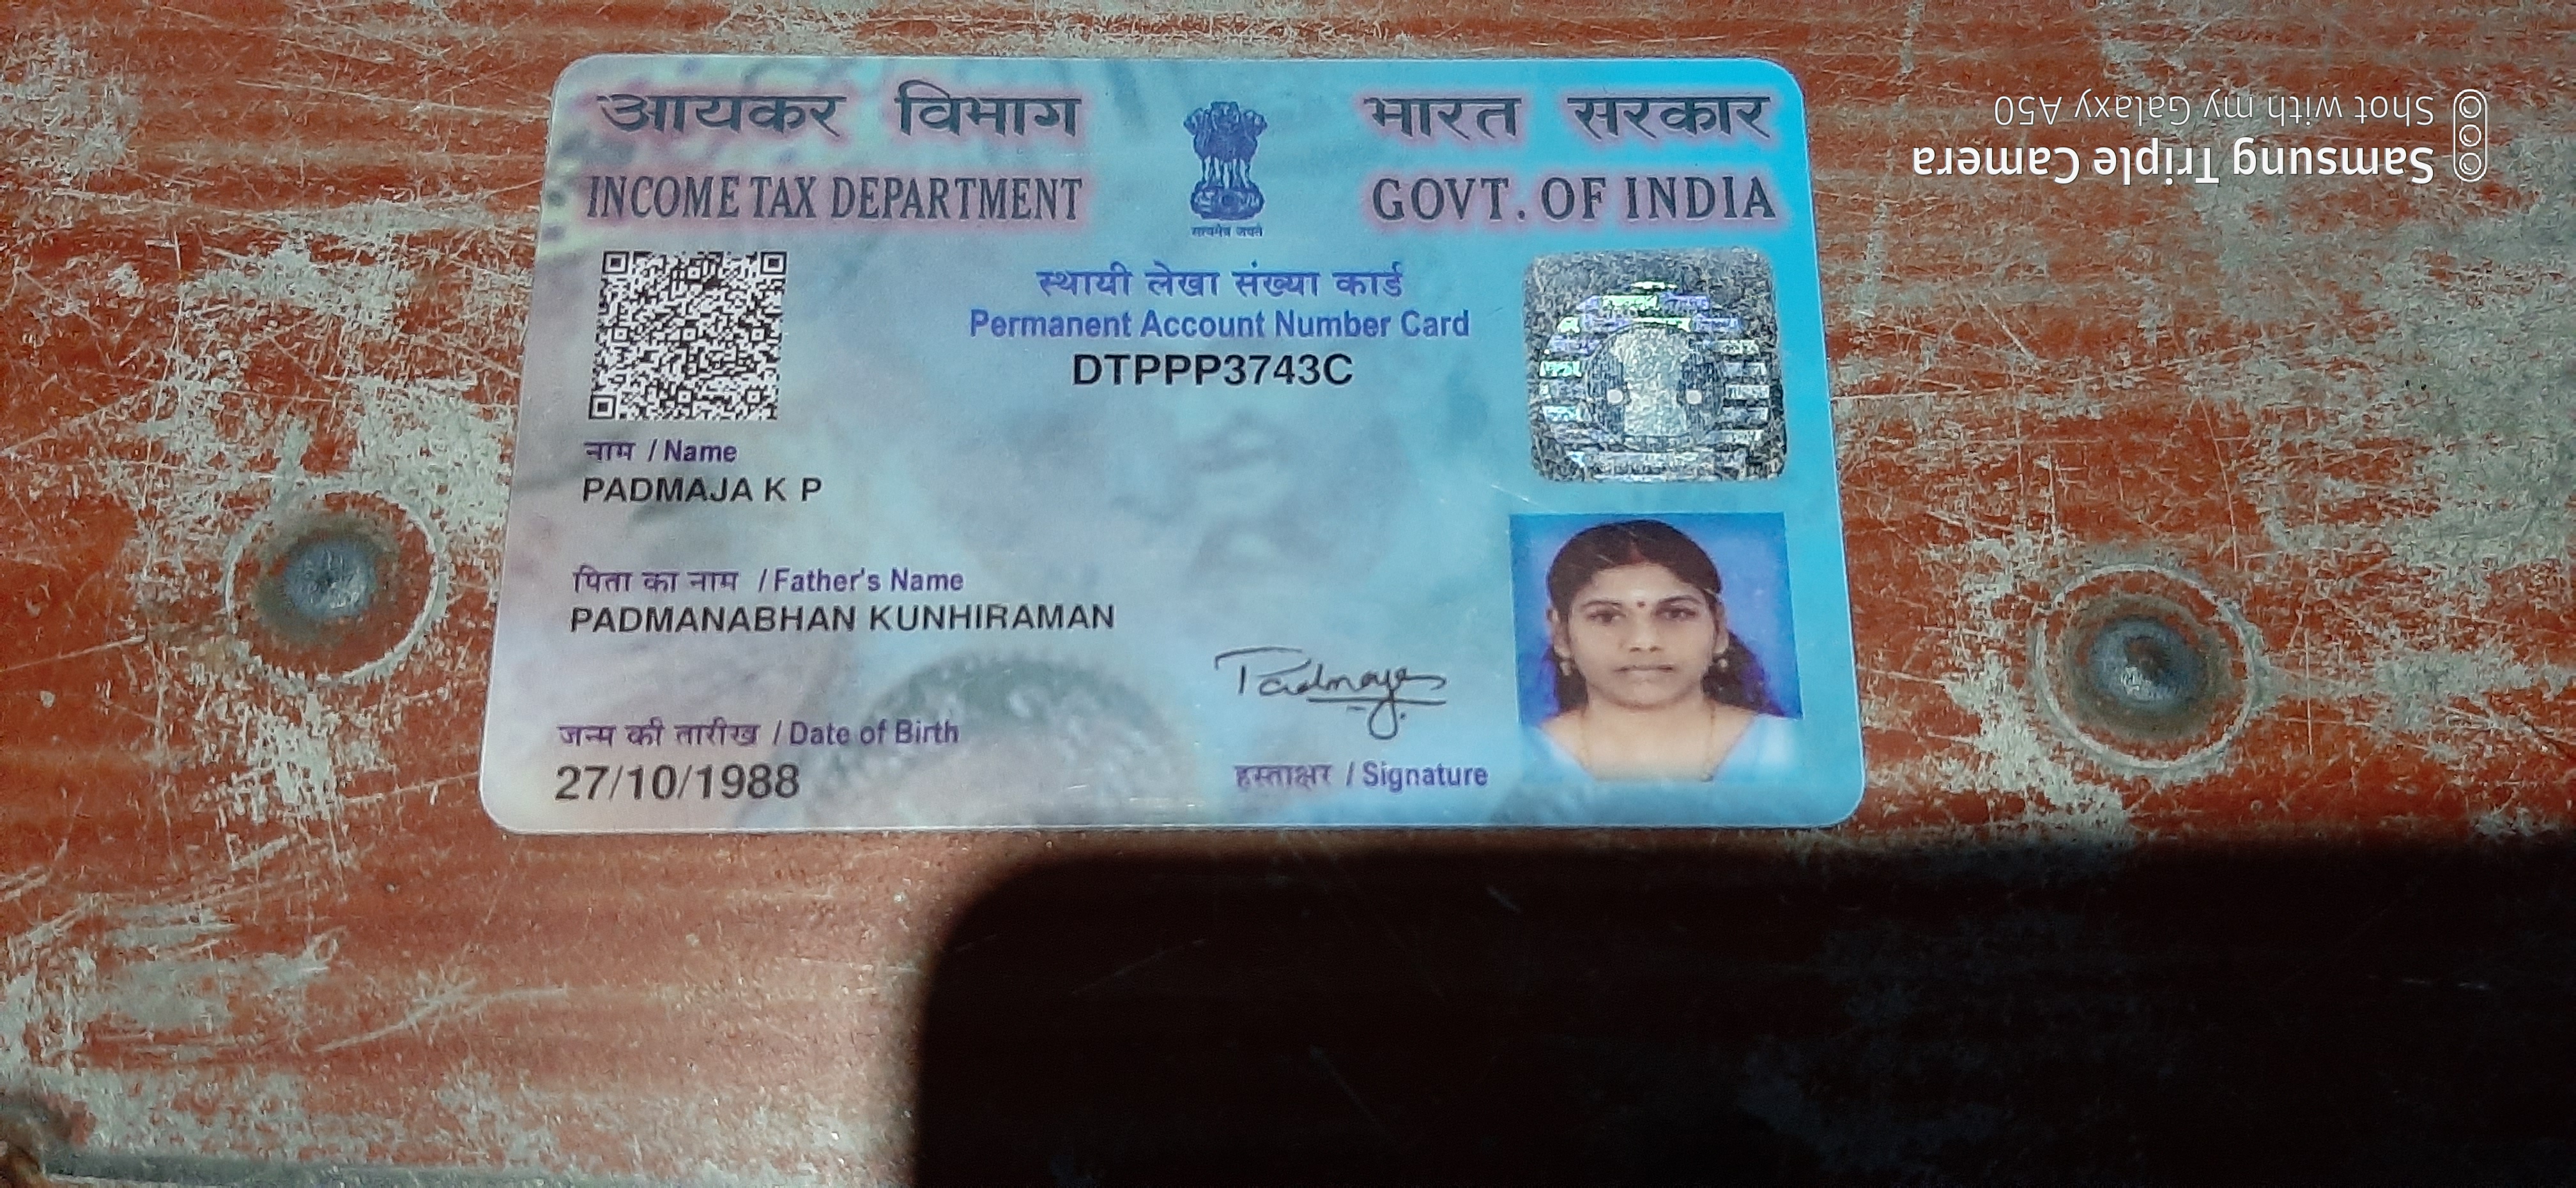 आयकर विभाग
INCOME TAX DEPARTMENT
सत्यमेव जयते
भारत सरकार
GOVT. OF INDIA
स्थायी लेखा संख्या कार्ड
Permanent Account Number Card
DTPPP3743C
नाम / Name
PADMAJA K P
पिता का नाम / Father's Name
PADMANABHAN KUNHIRAMAN
जन्म की तारीख / Date of Birth
27/10/1988
Padmaja
हस्ताक्षर / Signature
Samsung Triple Camera
Shot with my Galaxy A50